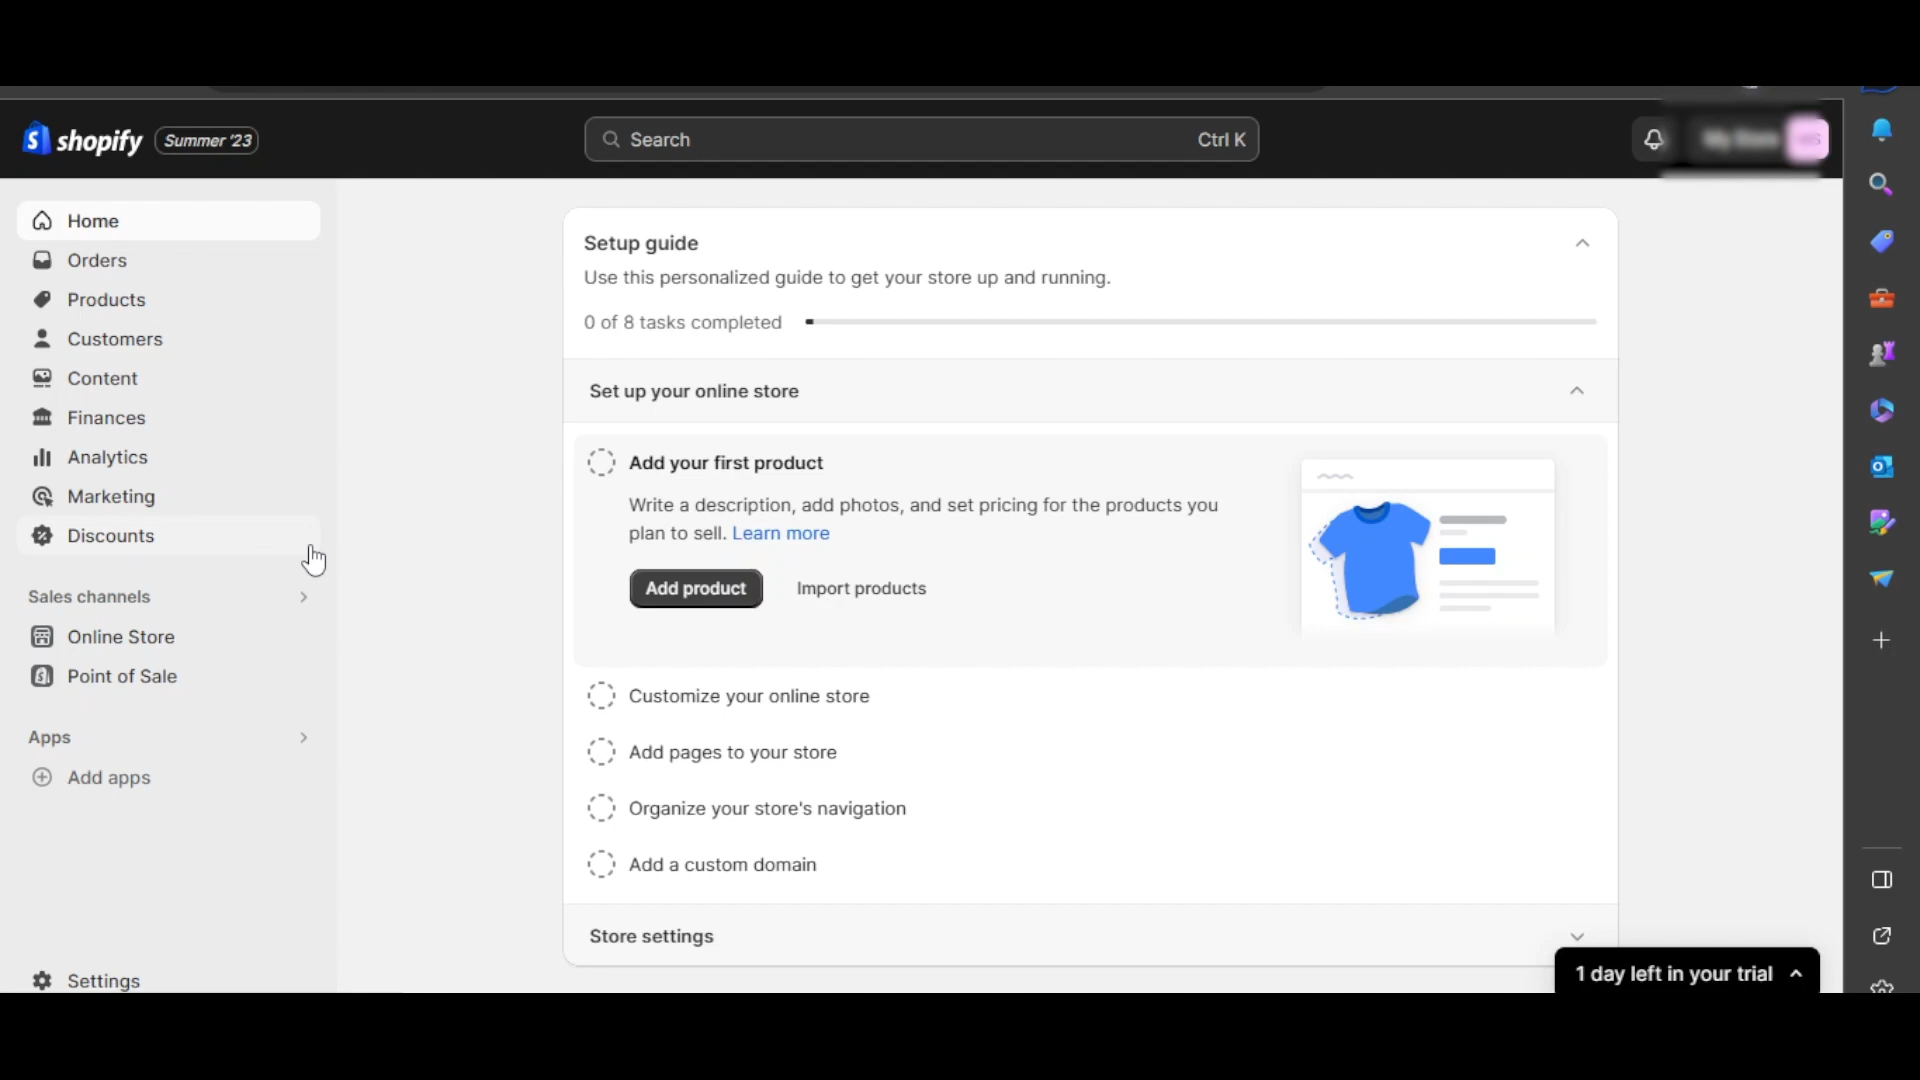 shopify Summer '23
Search Ctrl K
Home
Orders
Products
Customers
Content
Finances
Analytics
Marketing
Discounts
Sales channels
Online Store
Point of Sale
Apps
Add apps
Settings
Setup guide
Use this personalized guide to get your store up and running.
0 of 8 tasks completed
Set up your online store
Add your first product
Write a description, add photos, and set pricing for the products you
plan to sell. Learn more
Add product Import products
Customize your online store
Add pages to your store
Organize your store's navigation
Add a custom domain
Store settings
1 day left in your trial